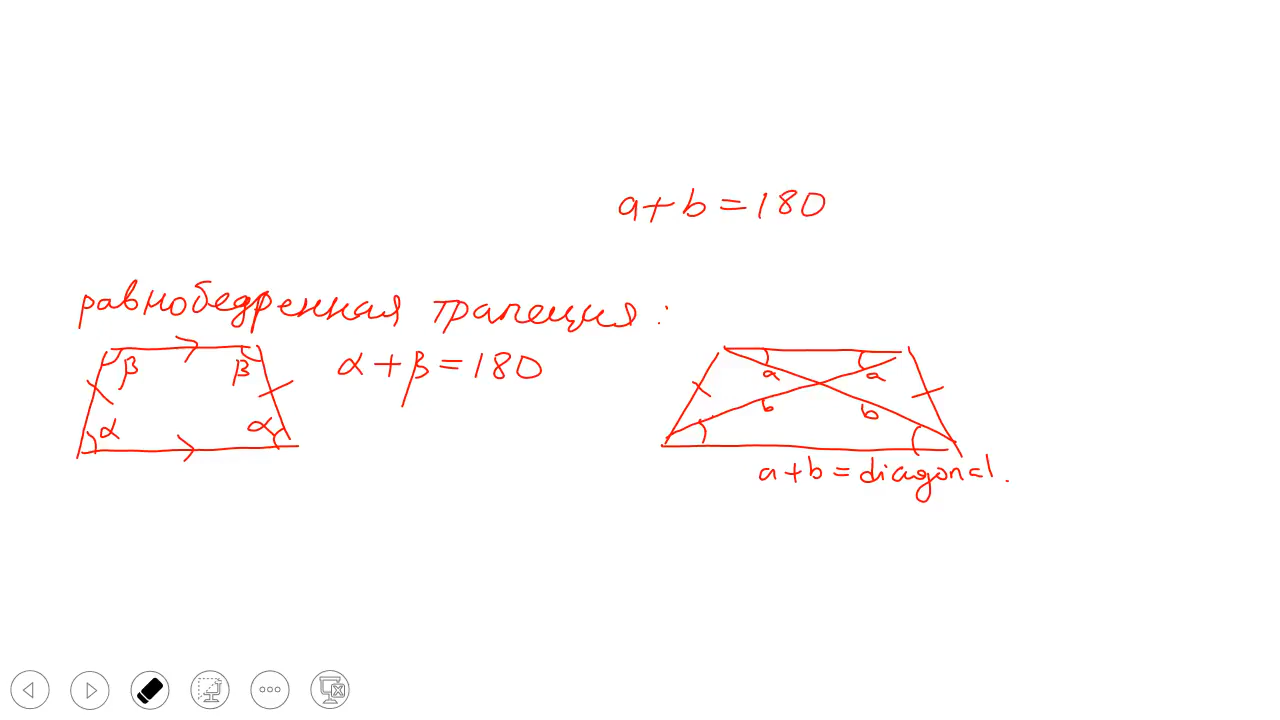 a+b=180
равнобедренная трапеция:
β β α+β=180
α α
a a
b b
a+b=diagonal.